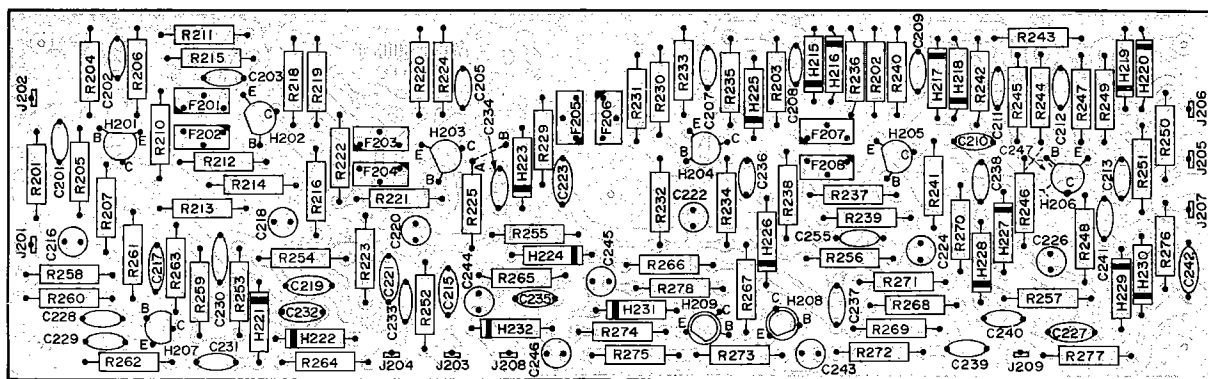 R204
C202
R206
R211
R215
C203
R218
R219
R220
R224
C205
C234
R229
F205
F206
R231
R230
R233
C207
R235
H225
R203
C208
H215
H216
R236
R202
R240
C209
H217
H218
R242
R243
C211
R245
R244
C212
R247
R249
H219
H220
J202
R201
C201
R205
H201
B
E
C
R210
F201
F202
E
C
B
H202
R212
R222
F203
F204
H203
E
C
B
A
B
H223
C223
E
B
C
H204
C236
F207
F208
E
C
B
H205
R241
C210
C238
C247
B
E
C
H206
C213
R251
R250
J206
J205
J207
J201
C216
R207
R261
C217
R263
R214
R213
C218
R216
R221
R223
C220
R225
R255
H224
C245
R232
C222
R234
H226
R238
R237
R239
C255
R256
C224
R270
H228
H227
R246
C226
R248
C241
H229
H230
R276
C242
R258
R260
C228
C229
R262
B
C
E
H207
R259
C230
R253
C231
H221
R254
C219
C232
H222
R264
C221
C233
R252
C215
C244
R265
C235
H232
C246
J204
J203
J208
R266
R278
H231
R274
R275
R267
H209
C
B
E
R273
H208
C
B
E
C243
C237
R271
R268
R269
R272
C239
C240
R257
C227
J209
R277